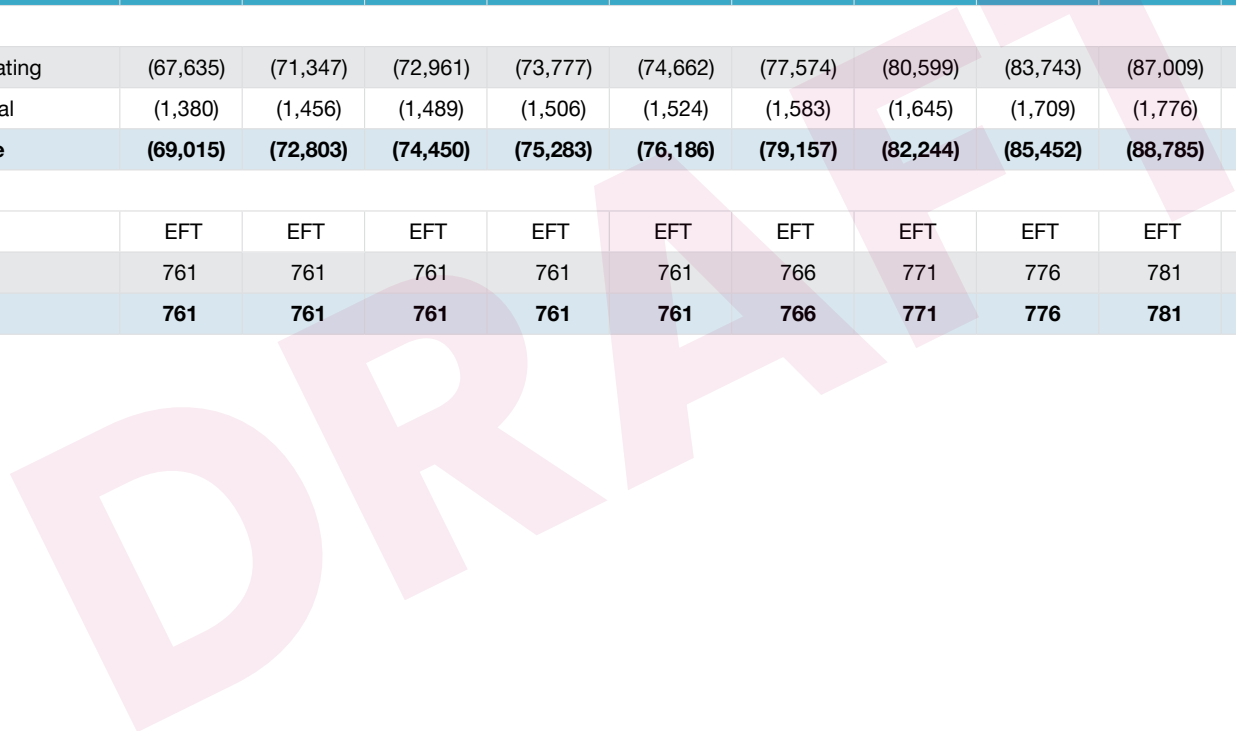 ating (67,635) (71,347) (72,961) (73,777) (74,662) (77,574) (80,599) (83,743) (87,009)
al (1,380) (1,456) (1,489) (1,506) (1,524) (1,583) (1,645) (1,709) (1,776)
e (69,015) (72,803) (74,450) (75,283) (76,186) (79,157) (82,244) (85,452) (88,785)
EFT EFT EFT EFT EFT EFT EFT EFT EFT
761 761 761 761 761 766 771 776 781
761 761 761 761 761 766 771 776 781
DRAFT